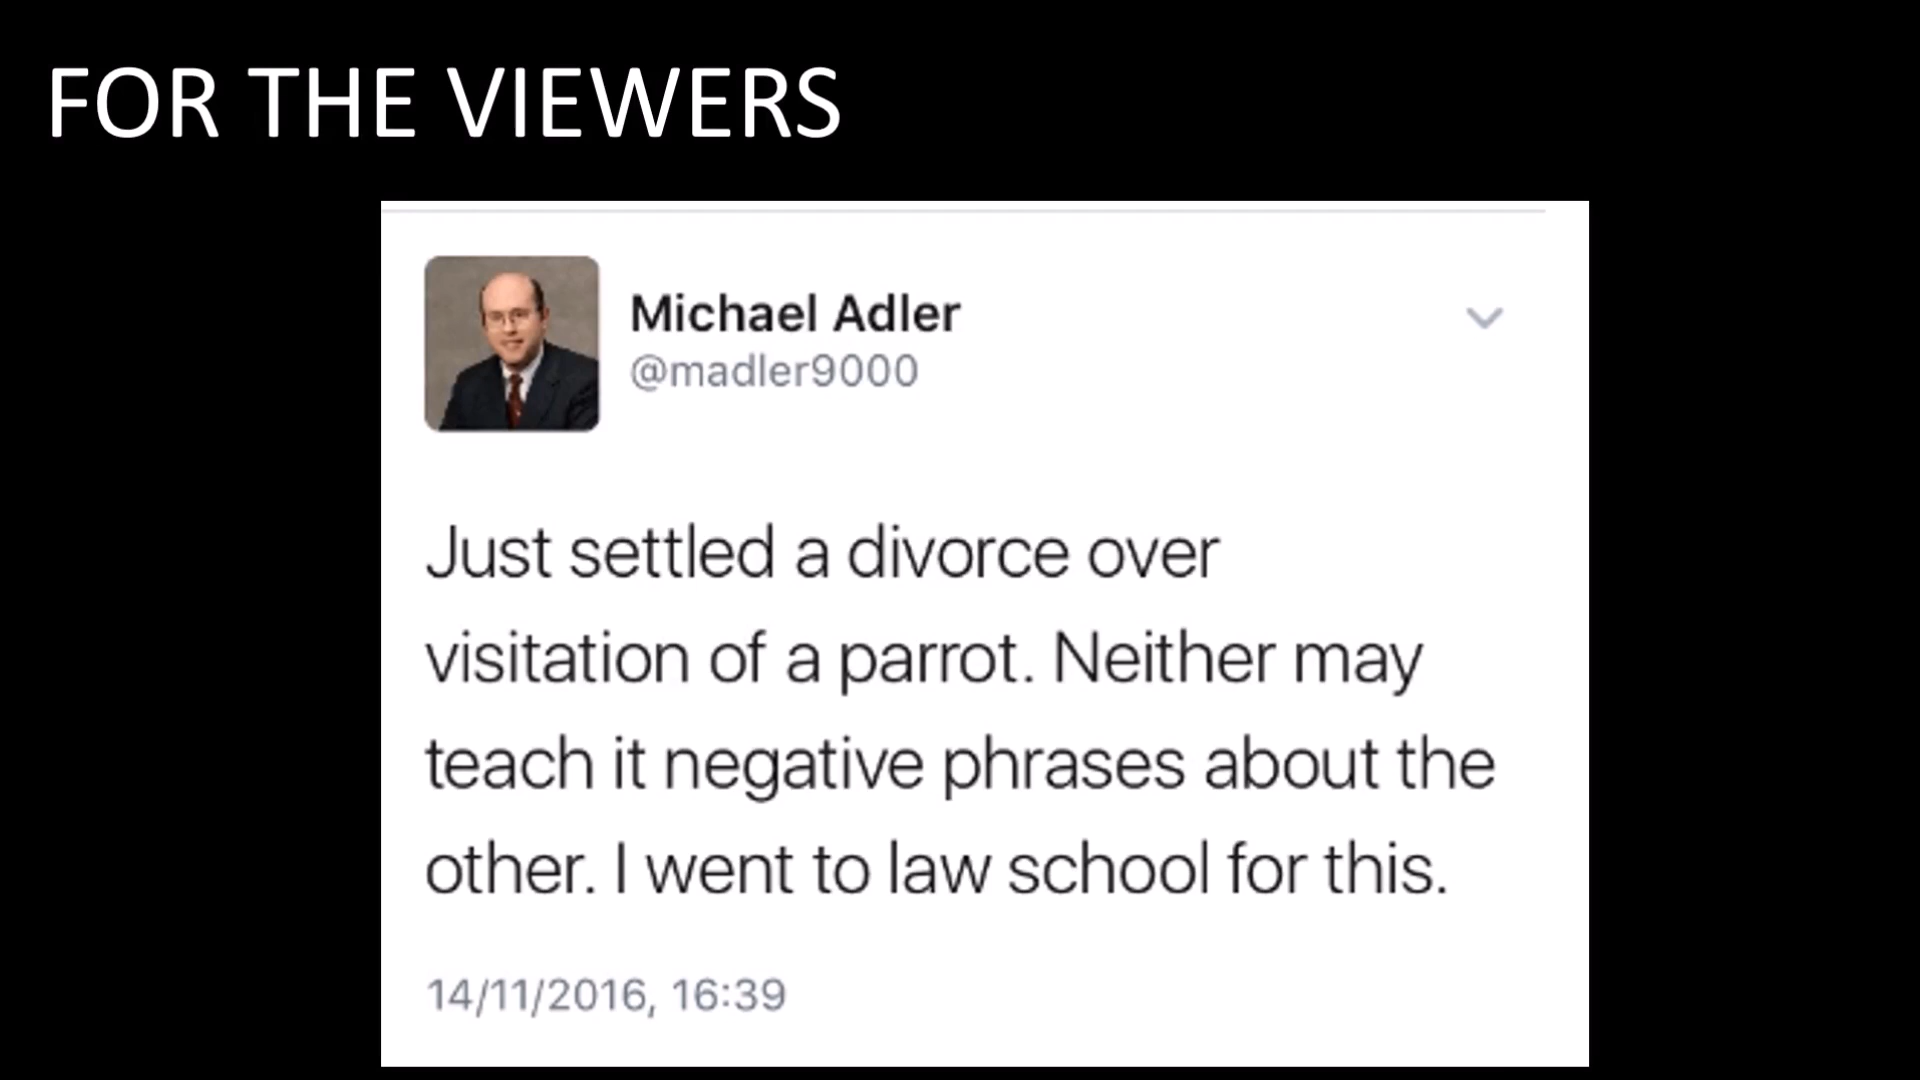 FOR THE VIEWERS
Michael Adler
@madler9000
Just settled a divorce over
visitation of a parrot. Neither may
teach it negative phrases about the
other. I went to law school for this.
14/11/2016, 16:39